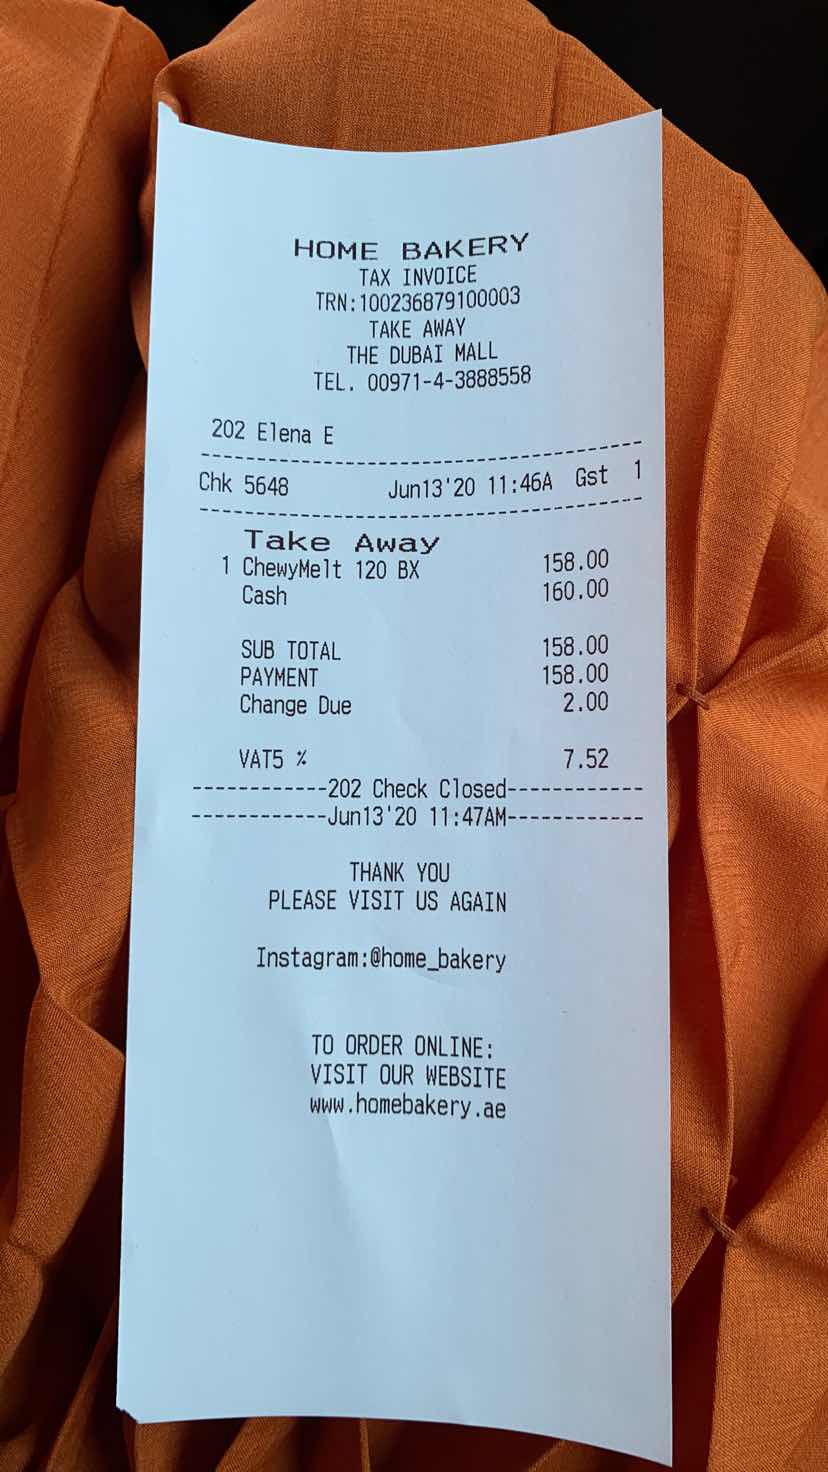 HOME BAKERY
TAX INVOICE
TRN:100236879100003
TAKE AWAY
THE DUBAI MALL
TEL. 00971-4-3888558
202 Elena E
Chk 5648 Jun13'20 11:46A Gst 1
Take Away
1 ChewyMelt 120 BX 158.00
Cash 160.00
SUB TOTAL 158.00
PAYMENT 158.00
Change Due 2.00
VAT5 % 7.52
------------202 Check Closed------------
------------Jun13'20 11:47AM------------
THANK YOU
PLEASE VISIT US AGAIN
Instagram:@home_bakery
TO ORDER ONLINE:
VISIT OUR WEBSITE
www.homebakery.ae